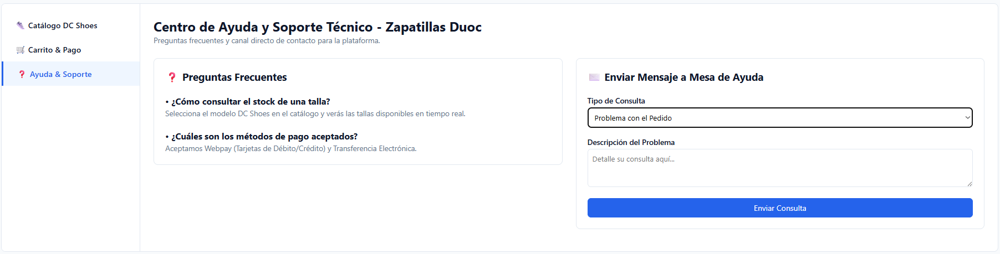 Catálogo DC Shoes
Carrito & Pago
Ayuda & Soporte
Centro de Ayuda y Soporte Técnico - Zapatillas Duoc
Preguntas frecuentes y canal directo de contacto para la plataforma.
Preguntas Frecuentes
• ¿Cómo consultar el stock de una talla?
Selecciona el modelo DC Shoes en el catálogo y verás las tallas disponibles en tiempo real.
• ¿Cuáles son los métodos de pago aceptados?
Aceptamos Webpay (Tarjetas de Débito/Crédito) y Transferencia Electrónica.
Enviar Mensaje a Mesa de Ayuda
Tipo de Consulta
Problema con el Pedido
Descripción del Problema
Detalle su consulta aquí...
Enviar Consulta